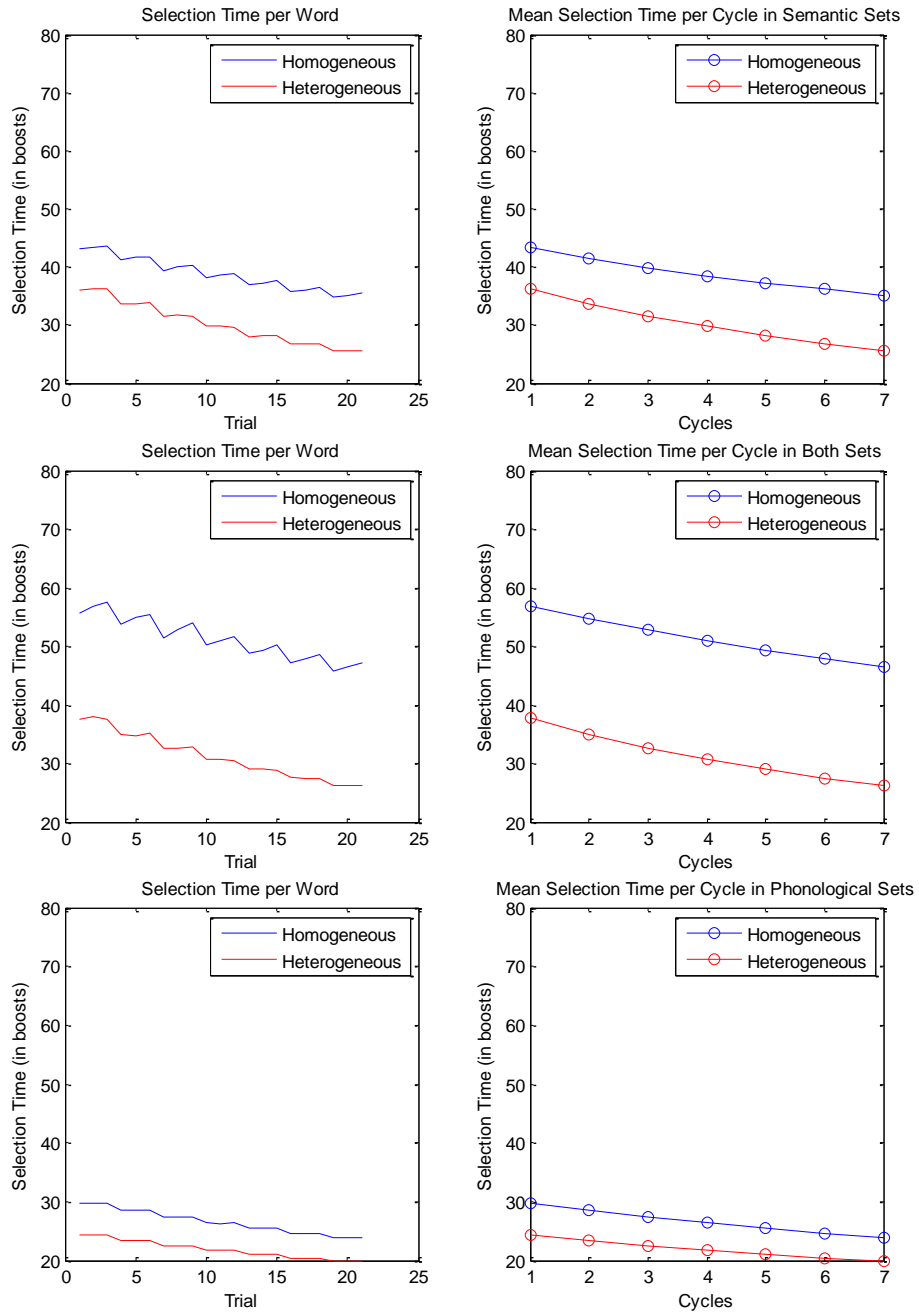 Selection Time per Word
Selection Time (in boosts)
80
70
60
50
40
30
20
Homogeneous
Heterogeneous
0 5 10 15 20 25
Trial
Mean Selection Time per Cycle in Semantic Sets
Selection Time (in boosts)
80
70
60
50
40
30
20
Homogeneous
Heterogeneous
1 2 3 4 5 6 7
Cycles
Selection Time per Word
Selection Time (in boosts)
80
70
60
50
40
30
20
Homogeneous
Heterogeneous
0 5 10 15 20 25
Trial
Mean Selection Time per Cycle in Both Sets
Selection Time (in boosts)
80
70
60
50
40
30
20
Homogeneous
Heterogeneous
1 2 3 4 5 6 7
Cycles
Selection Time per Word
Selection Time (in boosts)
80
70
60
50
40
30
20
Homogeneous
Heterogeneous
0 5 10 15 20 25
Trial
Mean Selection Time per Cycle in Phonological Sets
Selection Time (in boosts)
80
70
60
50
40
30
20
Homogeneous
Heterogeneous
1 2 3 4 5 6 7
Cycles